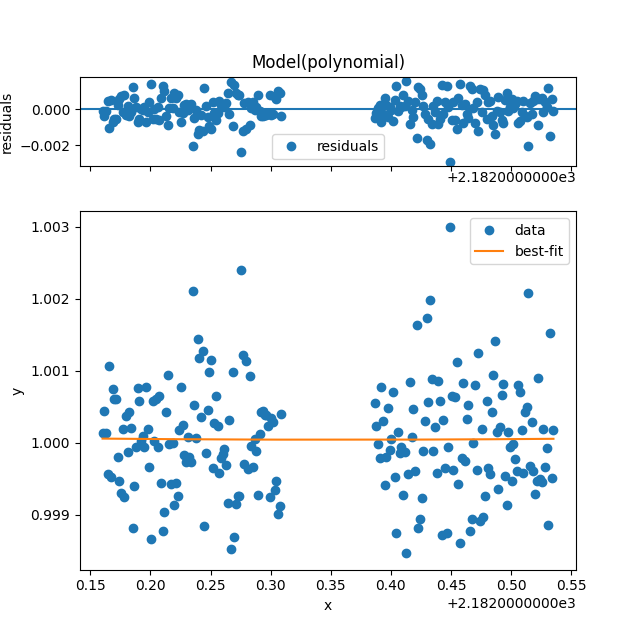 Model(polynomial)
0.000
−0.002
residuals
residuals
+2.1820000000e3
1.003
1.002
1.001
1.000
0.999
y
data
best-fit
0.15 0.20 0.25 0.30 0.35 0.40 0.45 0.50 0.55
x
+2.1820000000e3